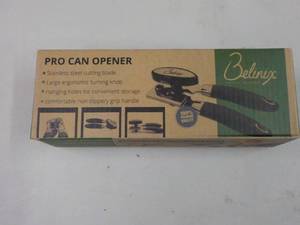 PRO CAN OPENER
• Stainless steel cutting blade
• Large ergonomic turning knob
• Hanging holes for convenient storage
• comfortable non slippery grip handle
Belinix